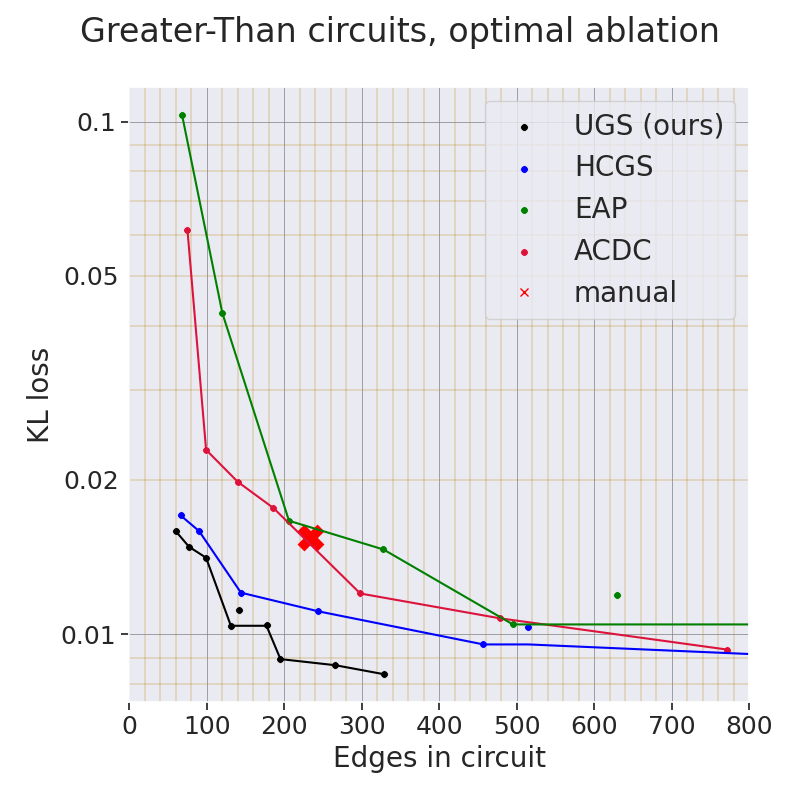 Greater-Than circuits, optimal ablation
UGS (ours)
HCGS
EAP
ACDC
manual
KL loss
0.1
0.05
0.02
0.01
0 100 200 300 400 500 600 700 800
Edges in circuit